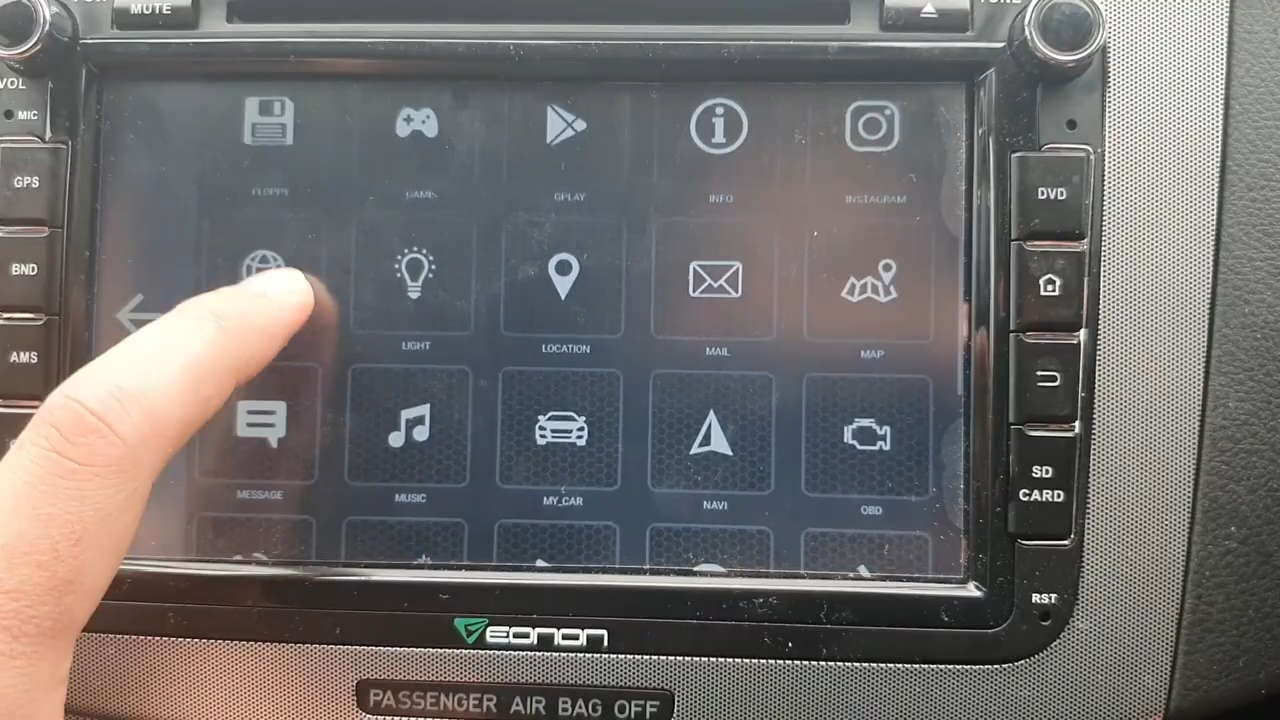 MUTE
VOL
MIC
GPS
BND
AMS
FLOPPY
GAME
GPLAY
INFO
INSTAGRAM
LIGHT
LOCATION
MAIL
MAP
MESSAGE
MUSIC
MY_CAR
NAVI
OBD
DVD
SD
CARD
RST
EONON
PASSENGER AIR BAG OFF